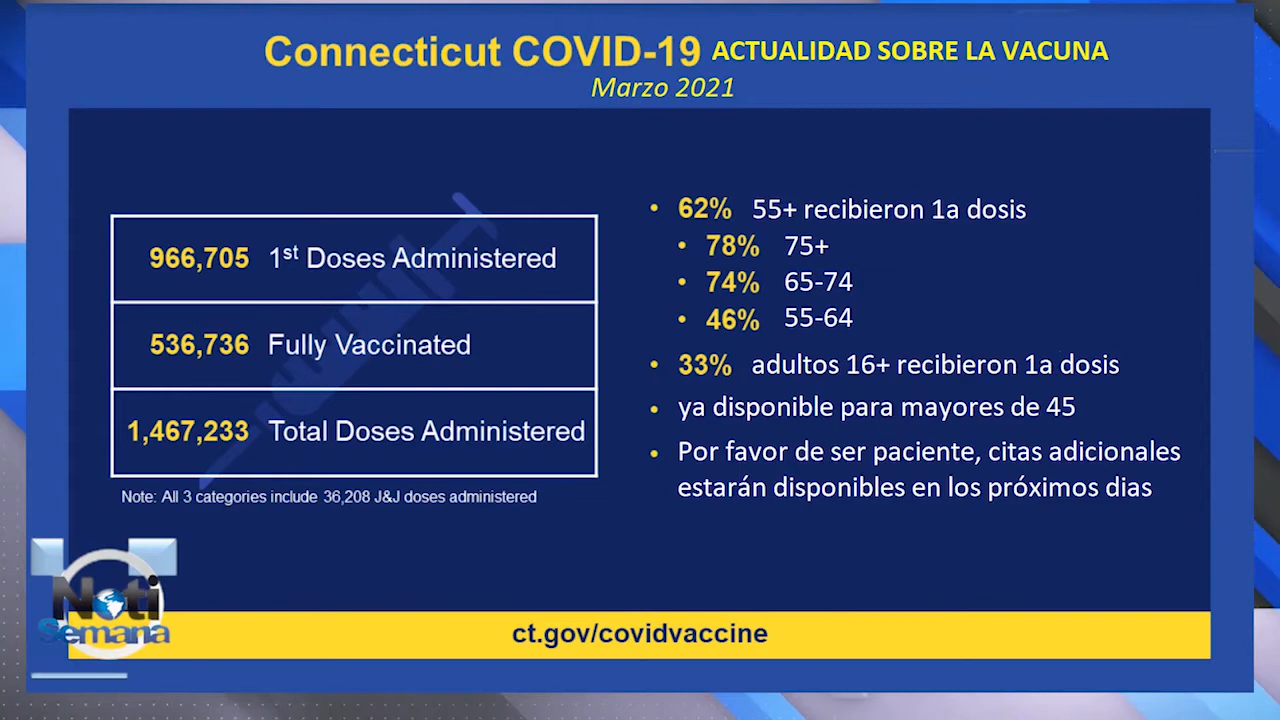 Connecticut COVID-19 ACTUALIDAD SOBRE LA VACUNA
Marzo 2021
966,705 1st Doses Administered
536,736 Fully Vaccinated
1,467,233 Total Doses Administered
Note: All 3 categories include 36,208 J&J doses administered
• 62% 55+ recibieron 1a dosis
• 78% 75+
• 74% 65-74
• 46% 55-64
• 33% adultos 16+ recibieron 1a dosis
• ya disponible para mayores de 45
• Por favor de ser paciente, citas adicionales
estarán disponibles en los próximos dias
Noti
Semana
ct.gov/covidvaccine